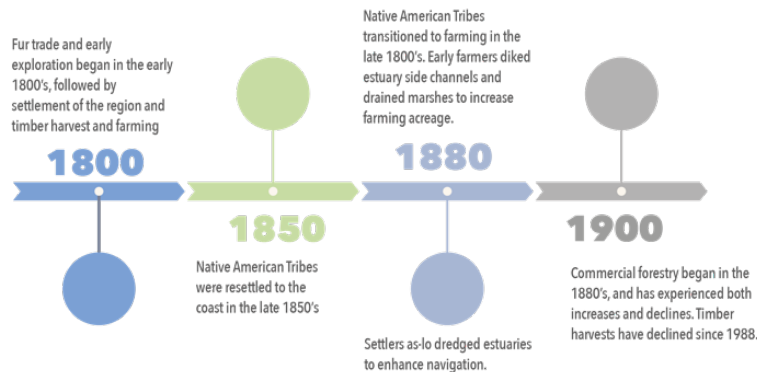 Fur trade and early
exploration began in the early
1800's, followed by
settlement of the region and
timber harvest and farming
1800
1850
Native American Tribes
were resettled to the
coast in the late 1850's
Native American Tribes
transitioned to farming in the
late 1800's. Early farmers diked
estuary side channels and
drained marshes to increase
farming acreage.
1880
Settlers as-lo dredged estuaries
to enhance navigation.
1900
Commercial forestry began in the
1880's, and has experienced both
increases and declines. Timber
harvests have declined since 1988.